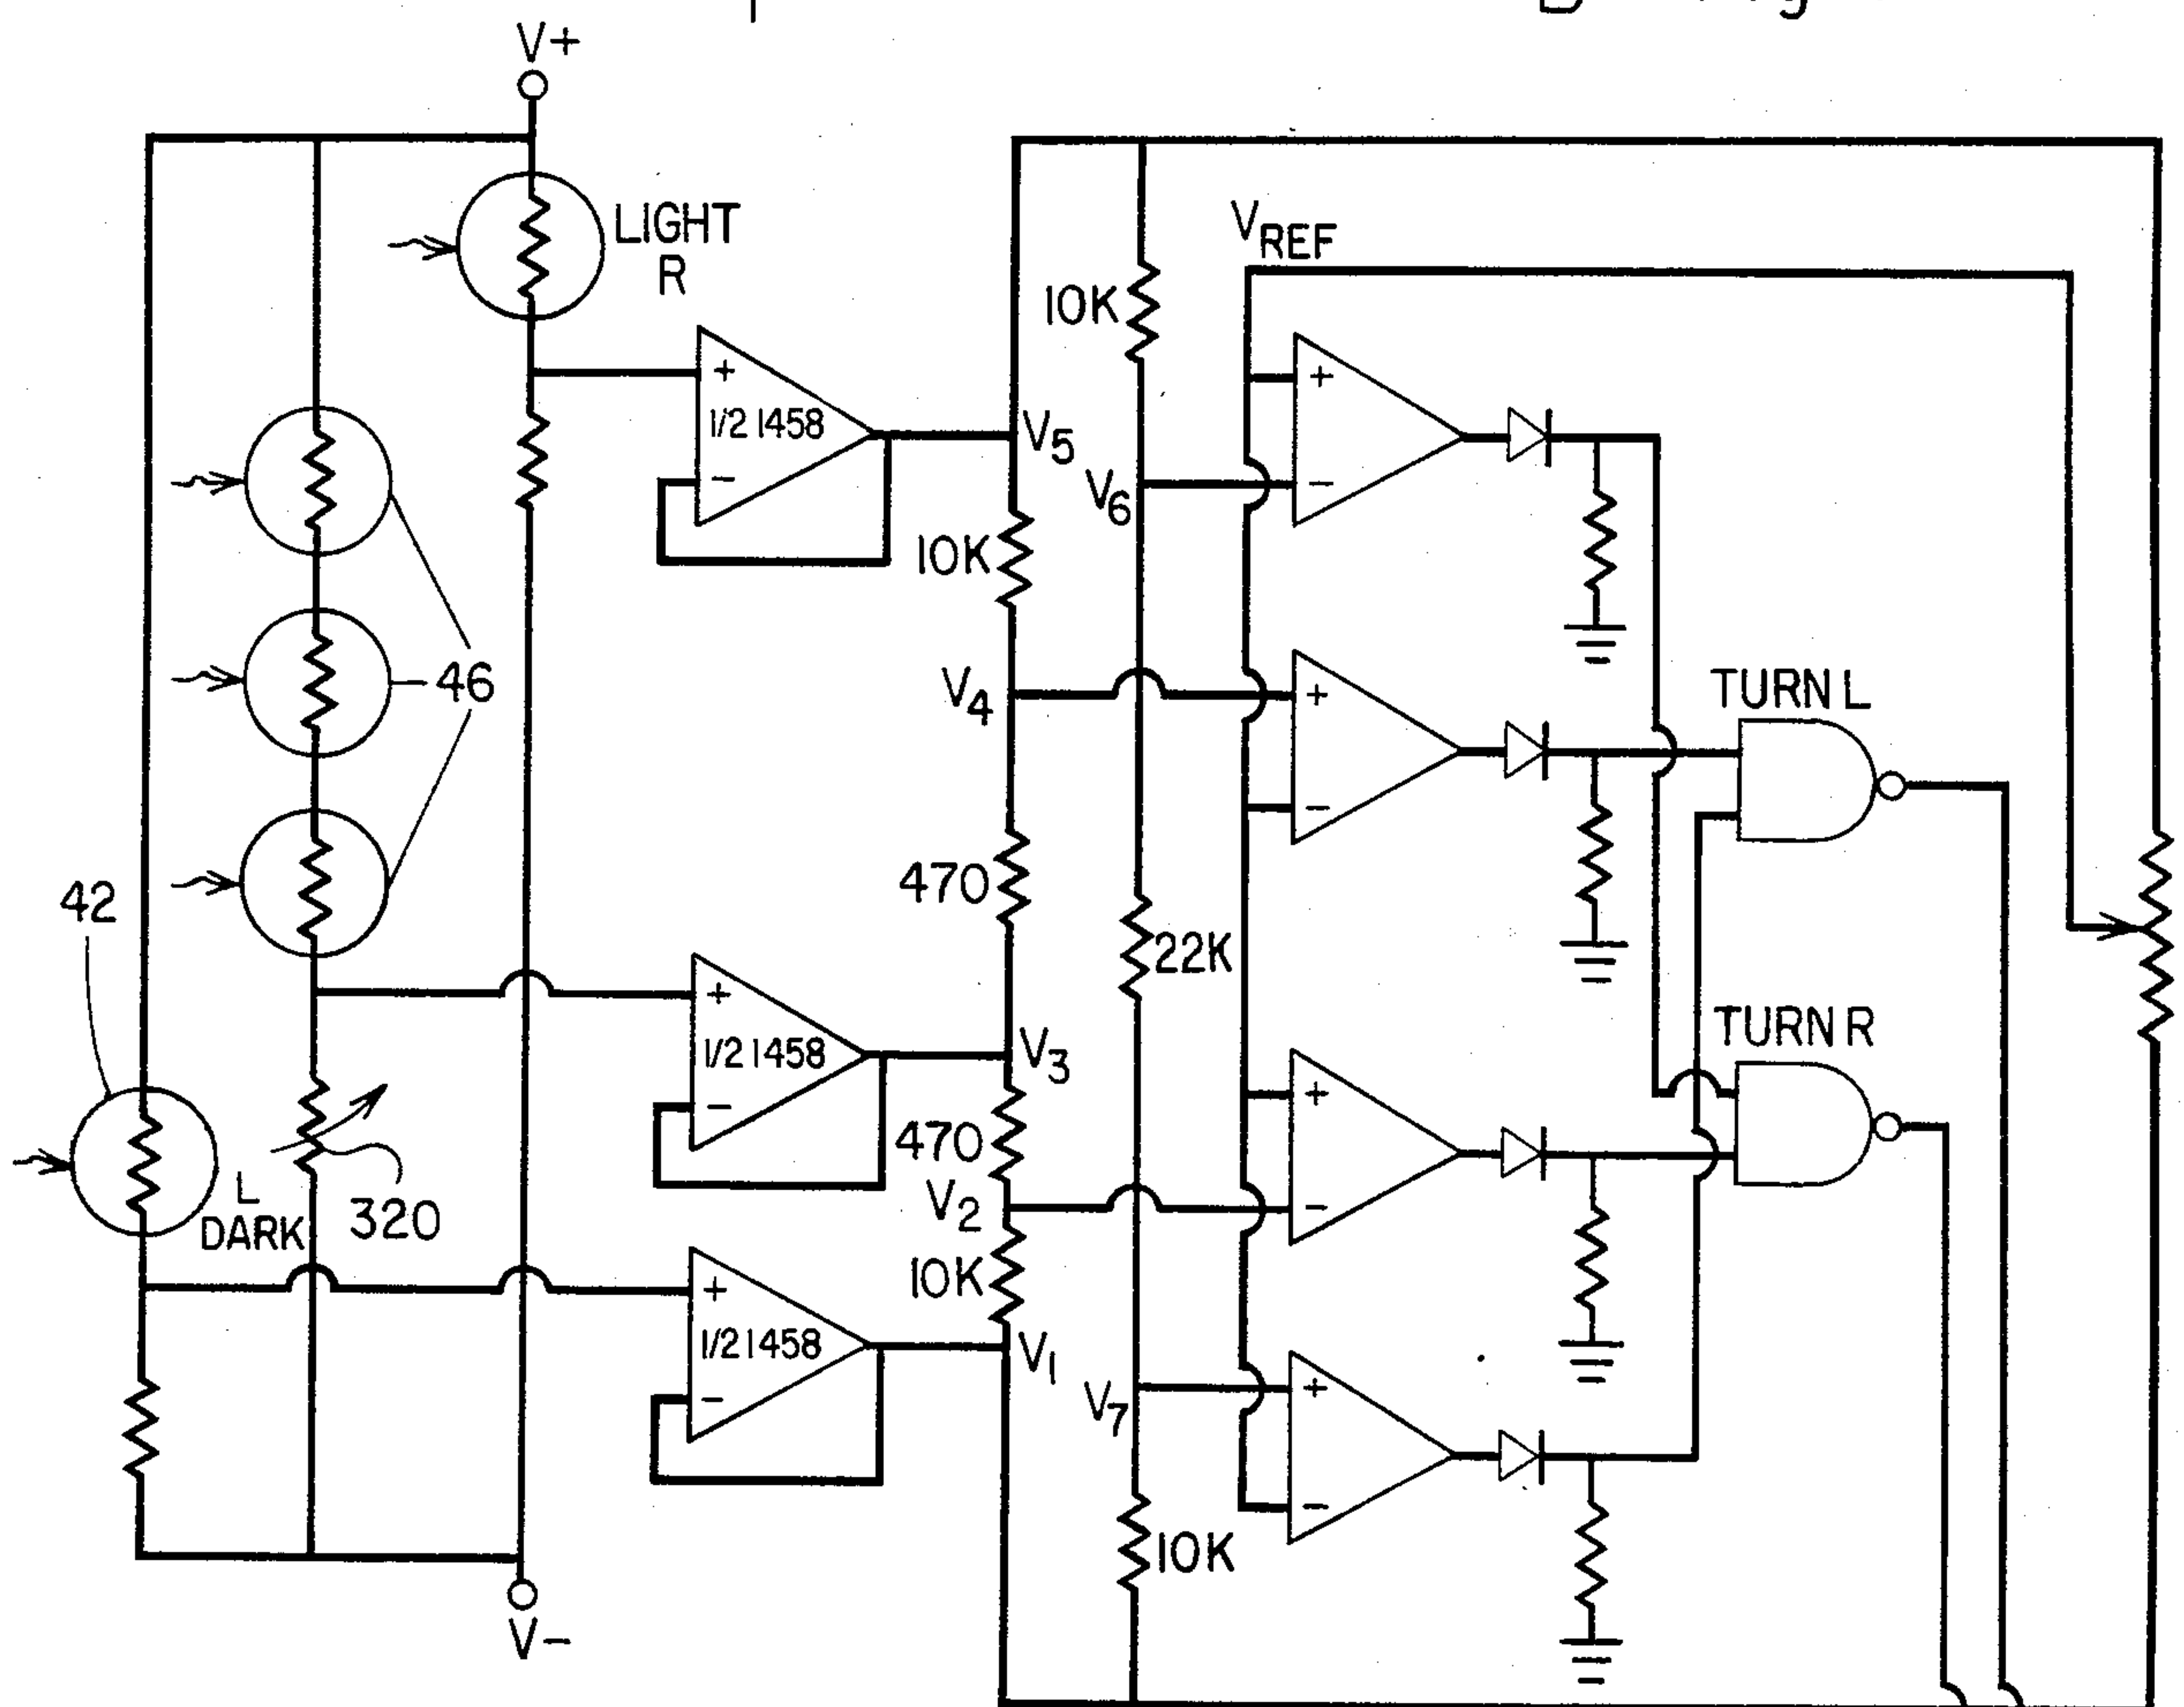 V+
LIGHT
R
VREF
10K
+
1/2 1458
−
V5
+
V6
−
10K
46
V4
+
TURN L
−
42
470
22K
+
1/2 1458
−
V3
TURN R
+
470
L
DARK
320
V2
−
10K
+
1/2 1458
−
V1
V7
+
−
10K
V−